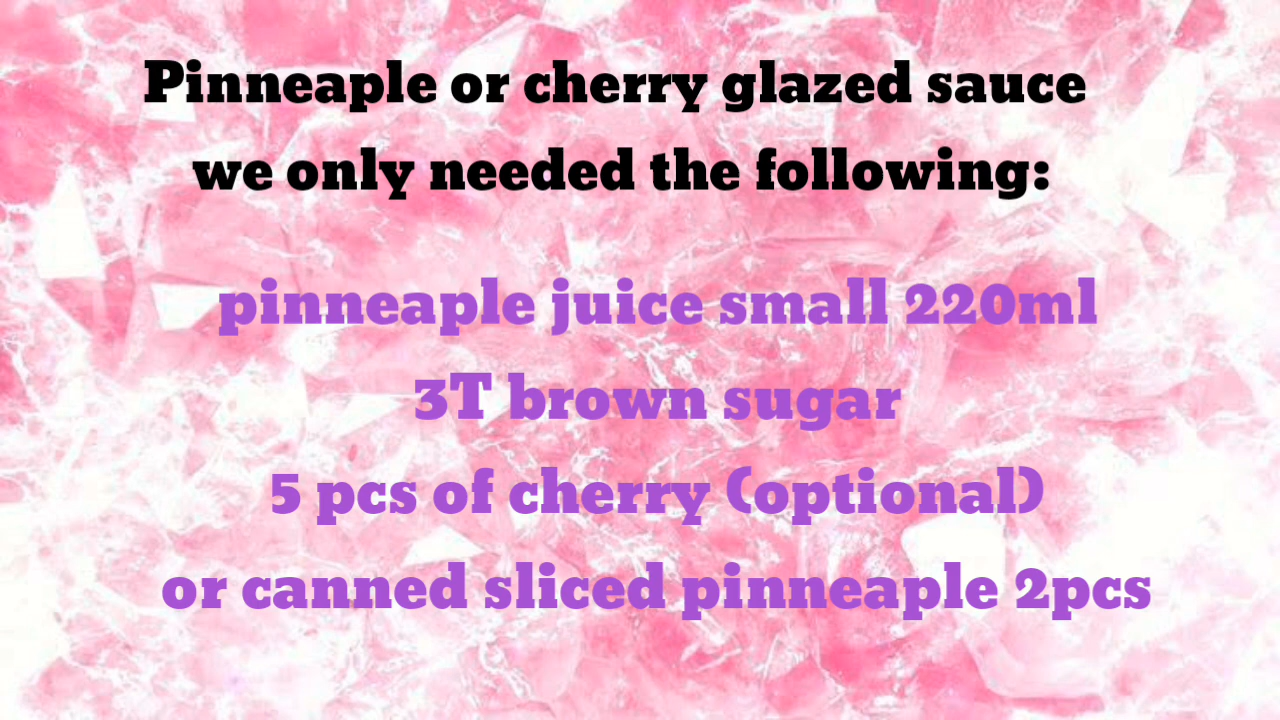 Pinneaple or cherry glazed sauce
we only needed the following:
pinneaple juice small 220ml
3T brown sugar
5 pcs of cherry (optional)
or canned sliced pinneaple 2pcs